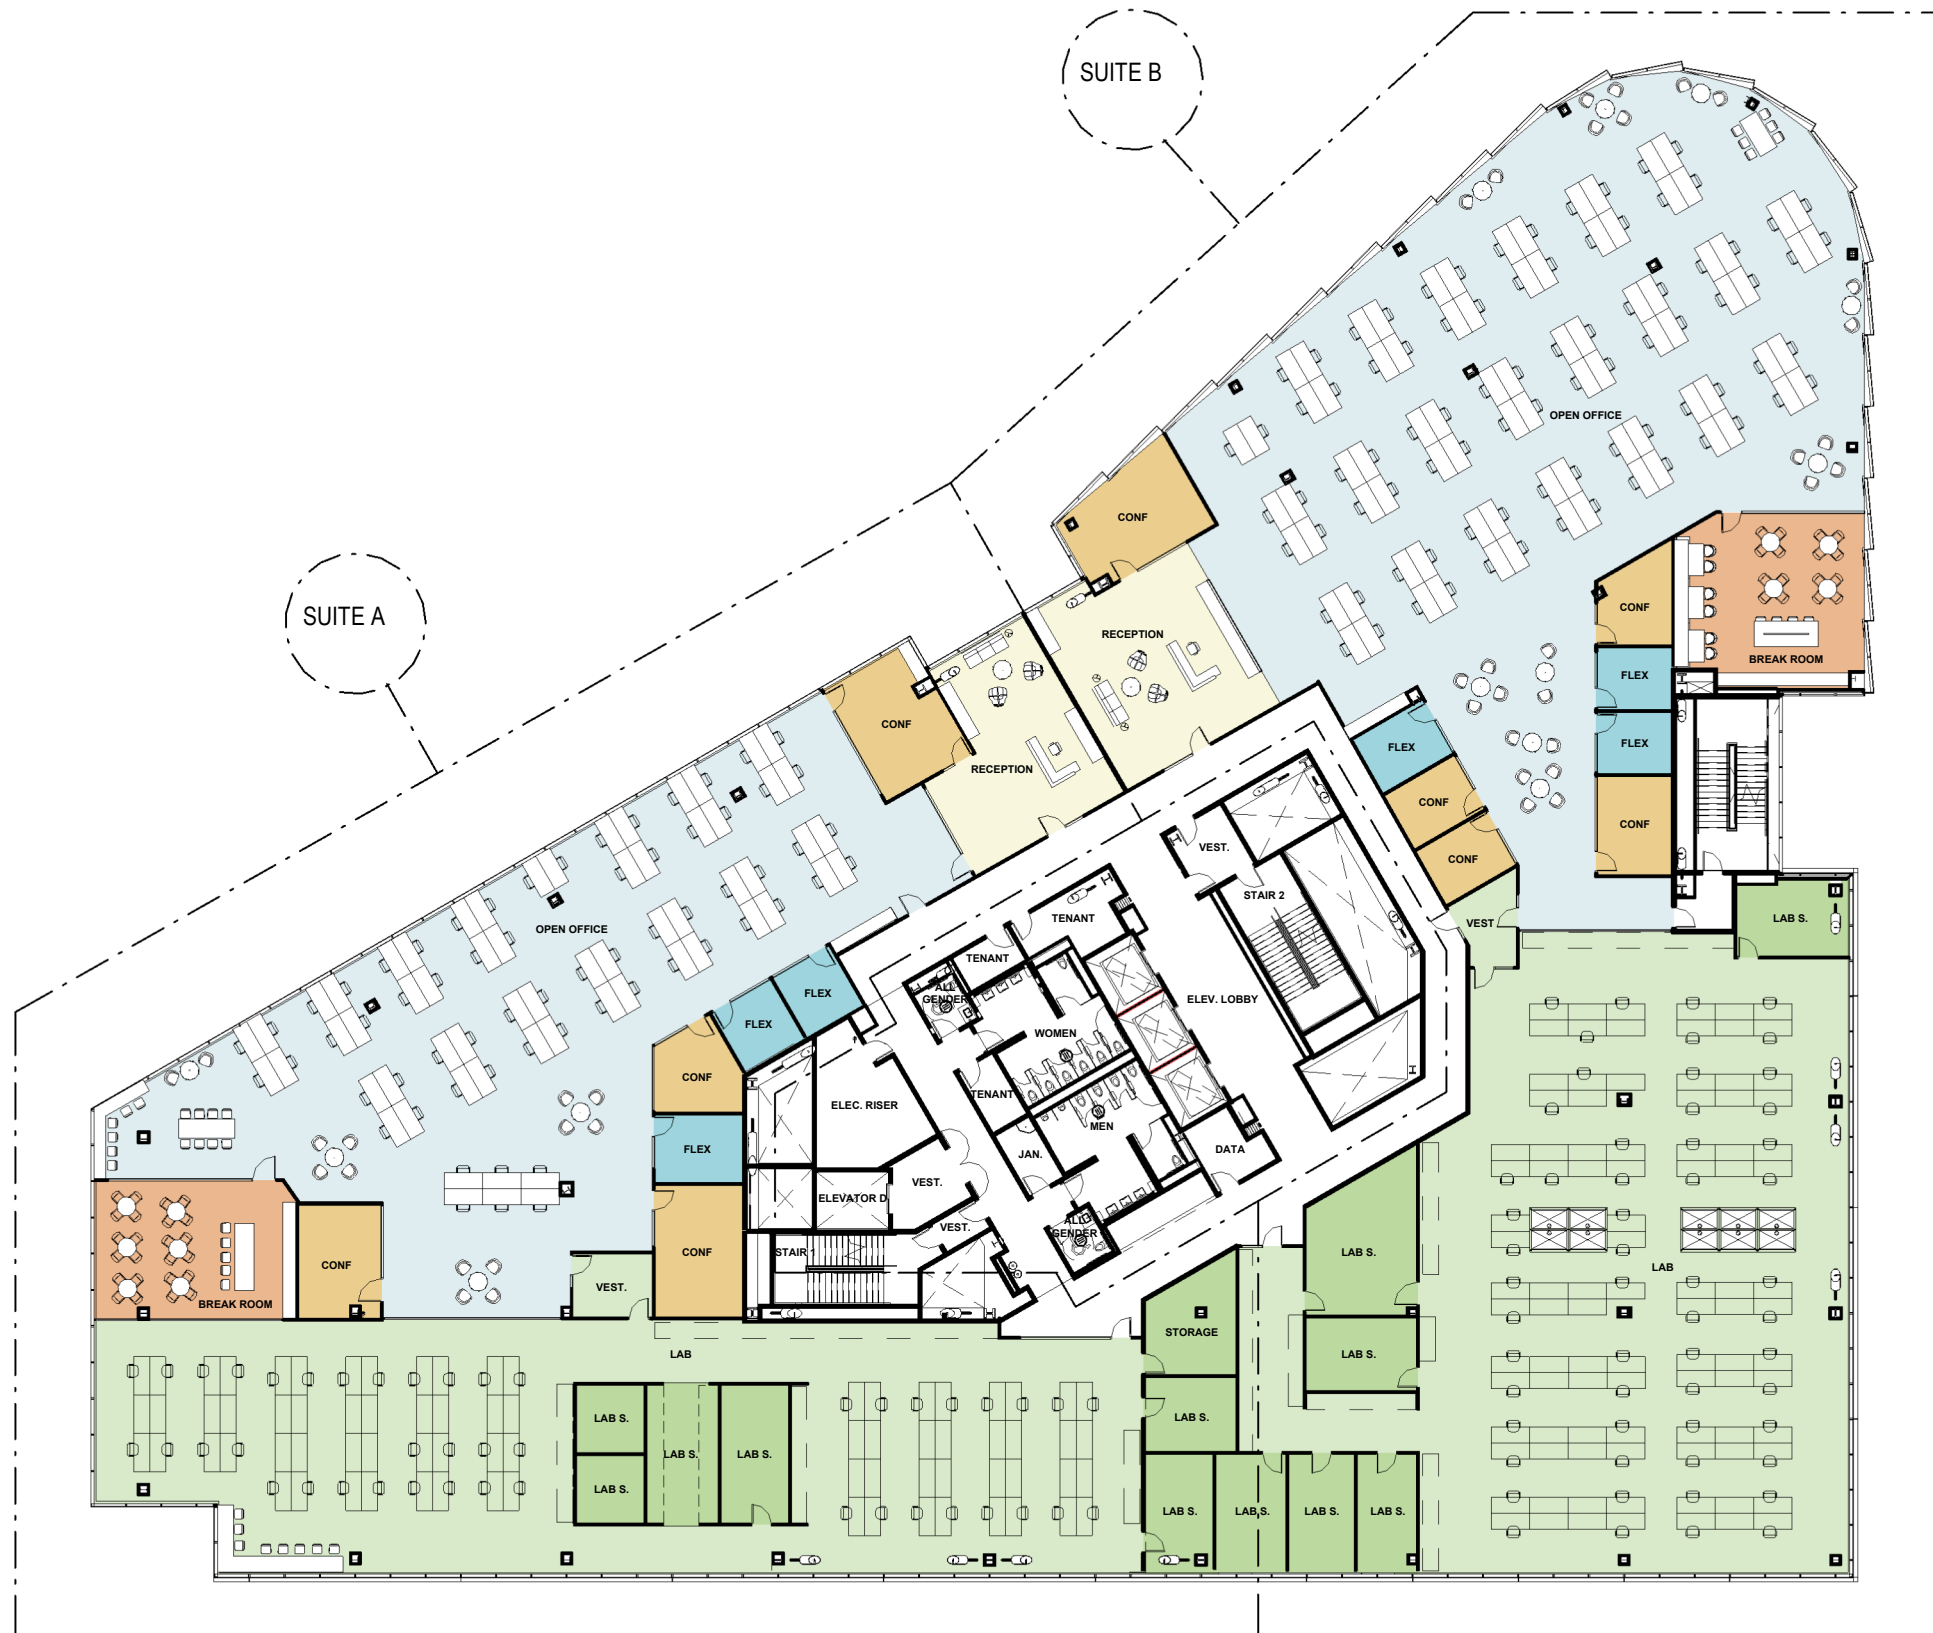 SUITE B
SUITE A
OPEN OFFICE
CONF
CONF
RECEPTION
BREAK ROOM
FLEX
CONF
RECEPTION
FLEX
FLEX
CONF
CONF
CONF
VEST.
STAIR 2
TENANT
LAB S.
VEST
OPEN OFFICE
TENANT
FLEX
ALL
GENDER
ELEV. LOBBY
FLEX
WOMEN
CONF
TENANT
ELEC. RISER
MEN
FLEX
JAN.
DATA
VEST.
ELEVATOR D
ALL
GENDER
VEST.
CONF
STAIR 1
LAB S.
CONF
LAB
VEST.
BREAK ROOM
STORAGE
LAB
LAB S.
LAB S.
LAB S.
LAB S.
LAB S.
LAB S.
LAB S.
LAB S.
LAB S.
LAB S.